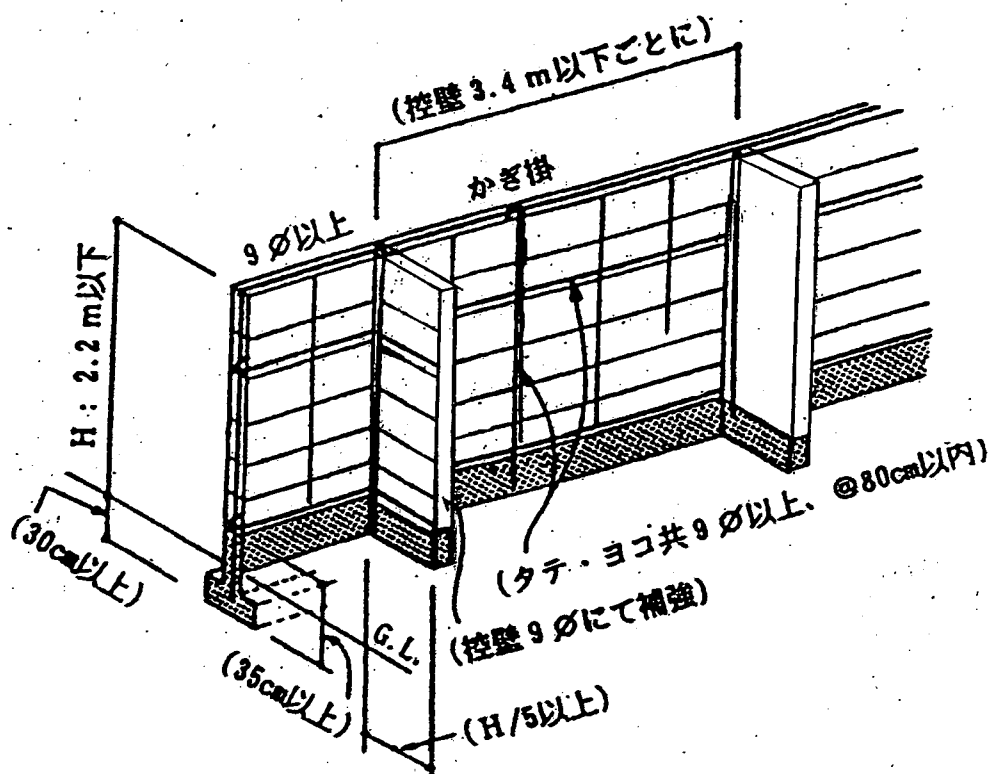 (控壁3.4m以下ごとに)
かぎ掛
9∅以上
H：2.2m以下
(30cm以上)
(タテ・ヨコ共9∅以上、@80cm以内)
(控壁9∅にて補強)
G.L.
(35cm以上)
(H/5以上)